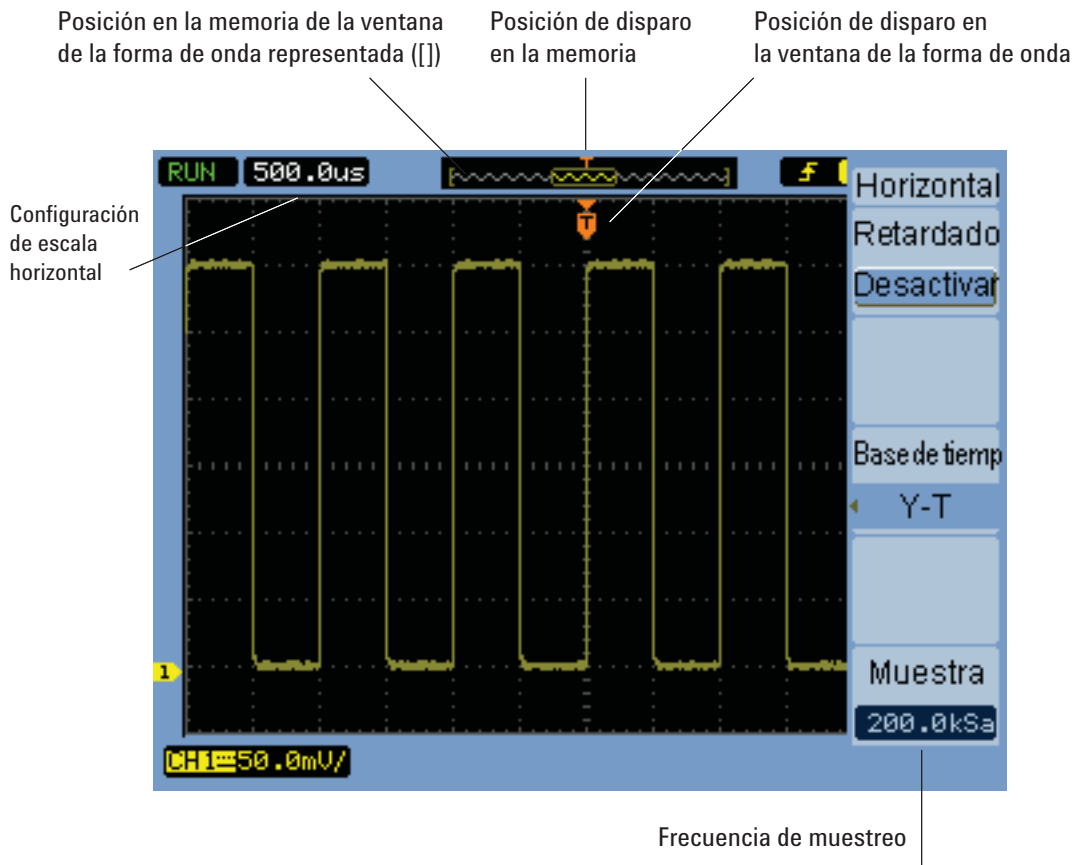 Posición en la memoria de la ventana
de la forma de onda representada ([])
Posición de disparo
en la memoria
Posición de disparo en
la ventana de la forma de onda
RUN
500.0us
T
Horizontal
Retardado
Desactivar
Configuración
de escala
horizontal
T
Base de tiemp
Y-T
1
Muestra
200.0kSa
CH1 50.0mV/
Frecuencia de muestreo